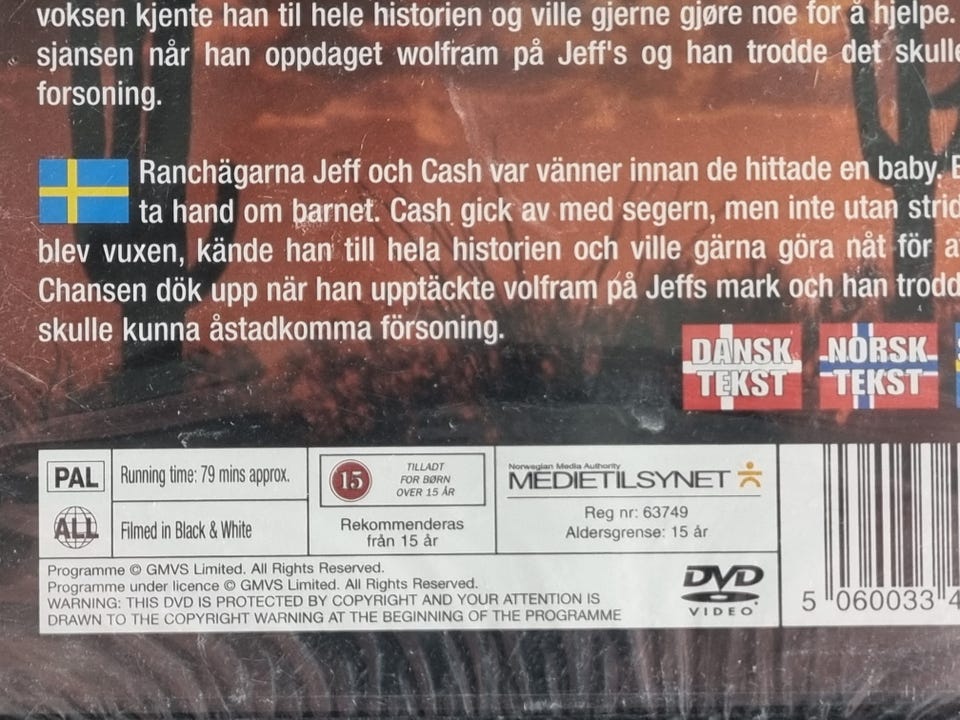 voksen kjente han til hele historien og ville gjerne gjøre noe for å hjelpe.
sjansen når han oppdaget wolfram på Jeff's og han trodde det
forsoning.
Ranchägarna Jeff och Cash var vänner innan de hittade en baby.
ta hand om barnet. Cash gick av med segern, men inte utan
blev vuxen, kände han till hela historien och ville gärna göra nåt för
Chansen dök upp när han upptäckte volfram på Jeffs mark och han
skulle kunna åstadkomma försoning.
DANSK
TEKST
NORSK
TEKST
PAL
Running time: 79 mins approx.
ALL
Filmed in Black & White
15
TILLADT
FOR BØRN
OVER 15 ÅR
Rekommenderas
från 15 år
Norwegian Media Authority
MEDIETILSYNET
Reg nr: 63749
Aldersgrense: 15 år
Programme © GMVS Limited. All Rights Reserved.
Programme under licence © GMVS Limited. All Rights Reserved.
WARNING: THIS DVD IS PROTECTED BY COPYRIGHT AND YOUR ATTENTION IS
DRAWN TO THE COPYRIGHT WARNING AT THE BEGINNING OF THE PROGRAMME
DVD
VIDEO
5 060033 4